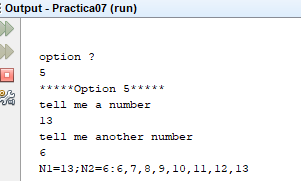 Output - Practica07 (run)
option ?
5
*****Option 5*****
tell me a number
13
tell me another number
6
N1=13;N2=6:6,7,8,9,10,11,12,13